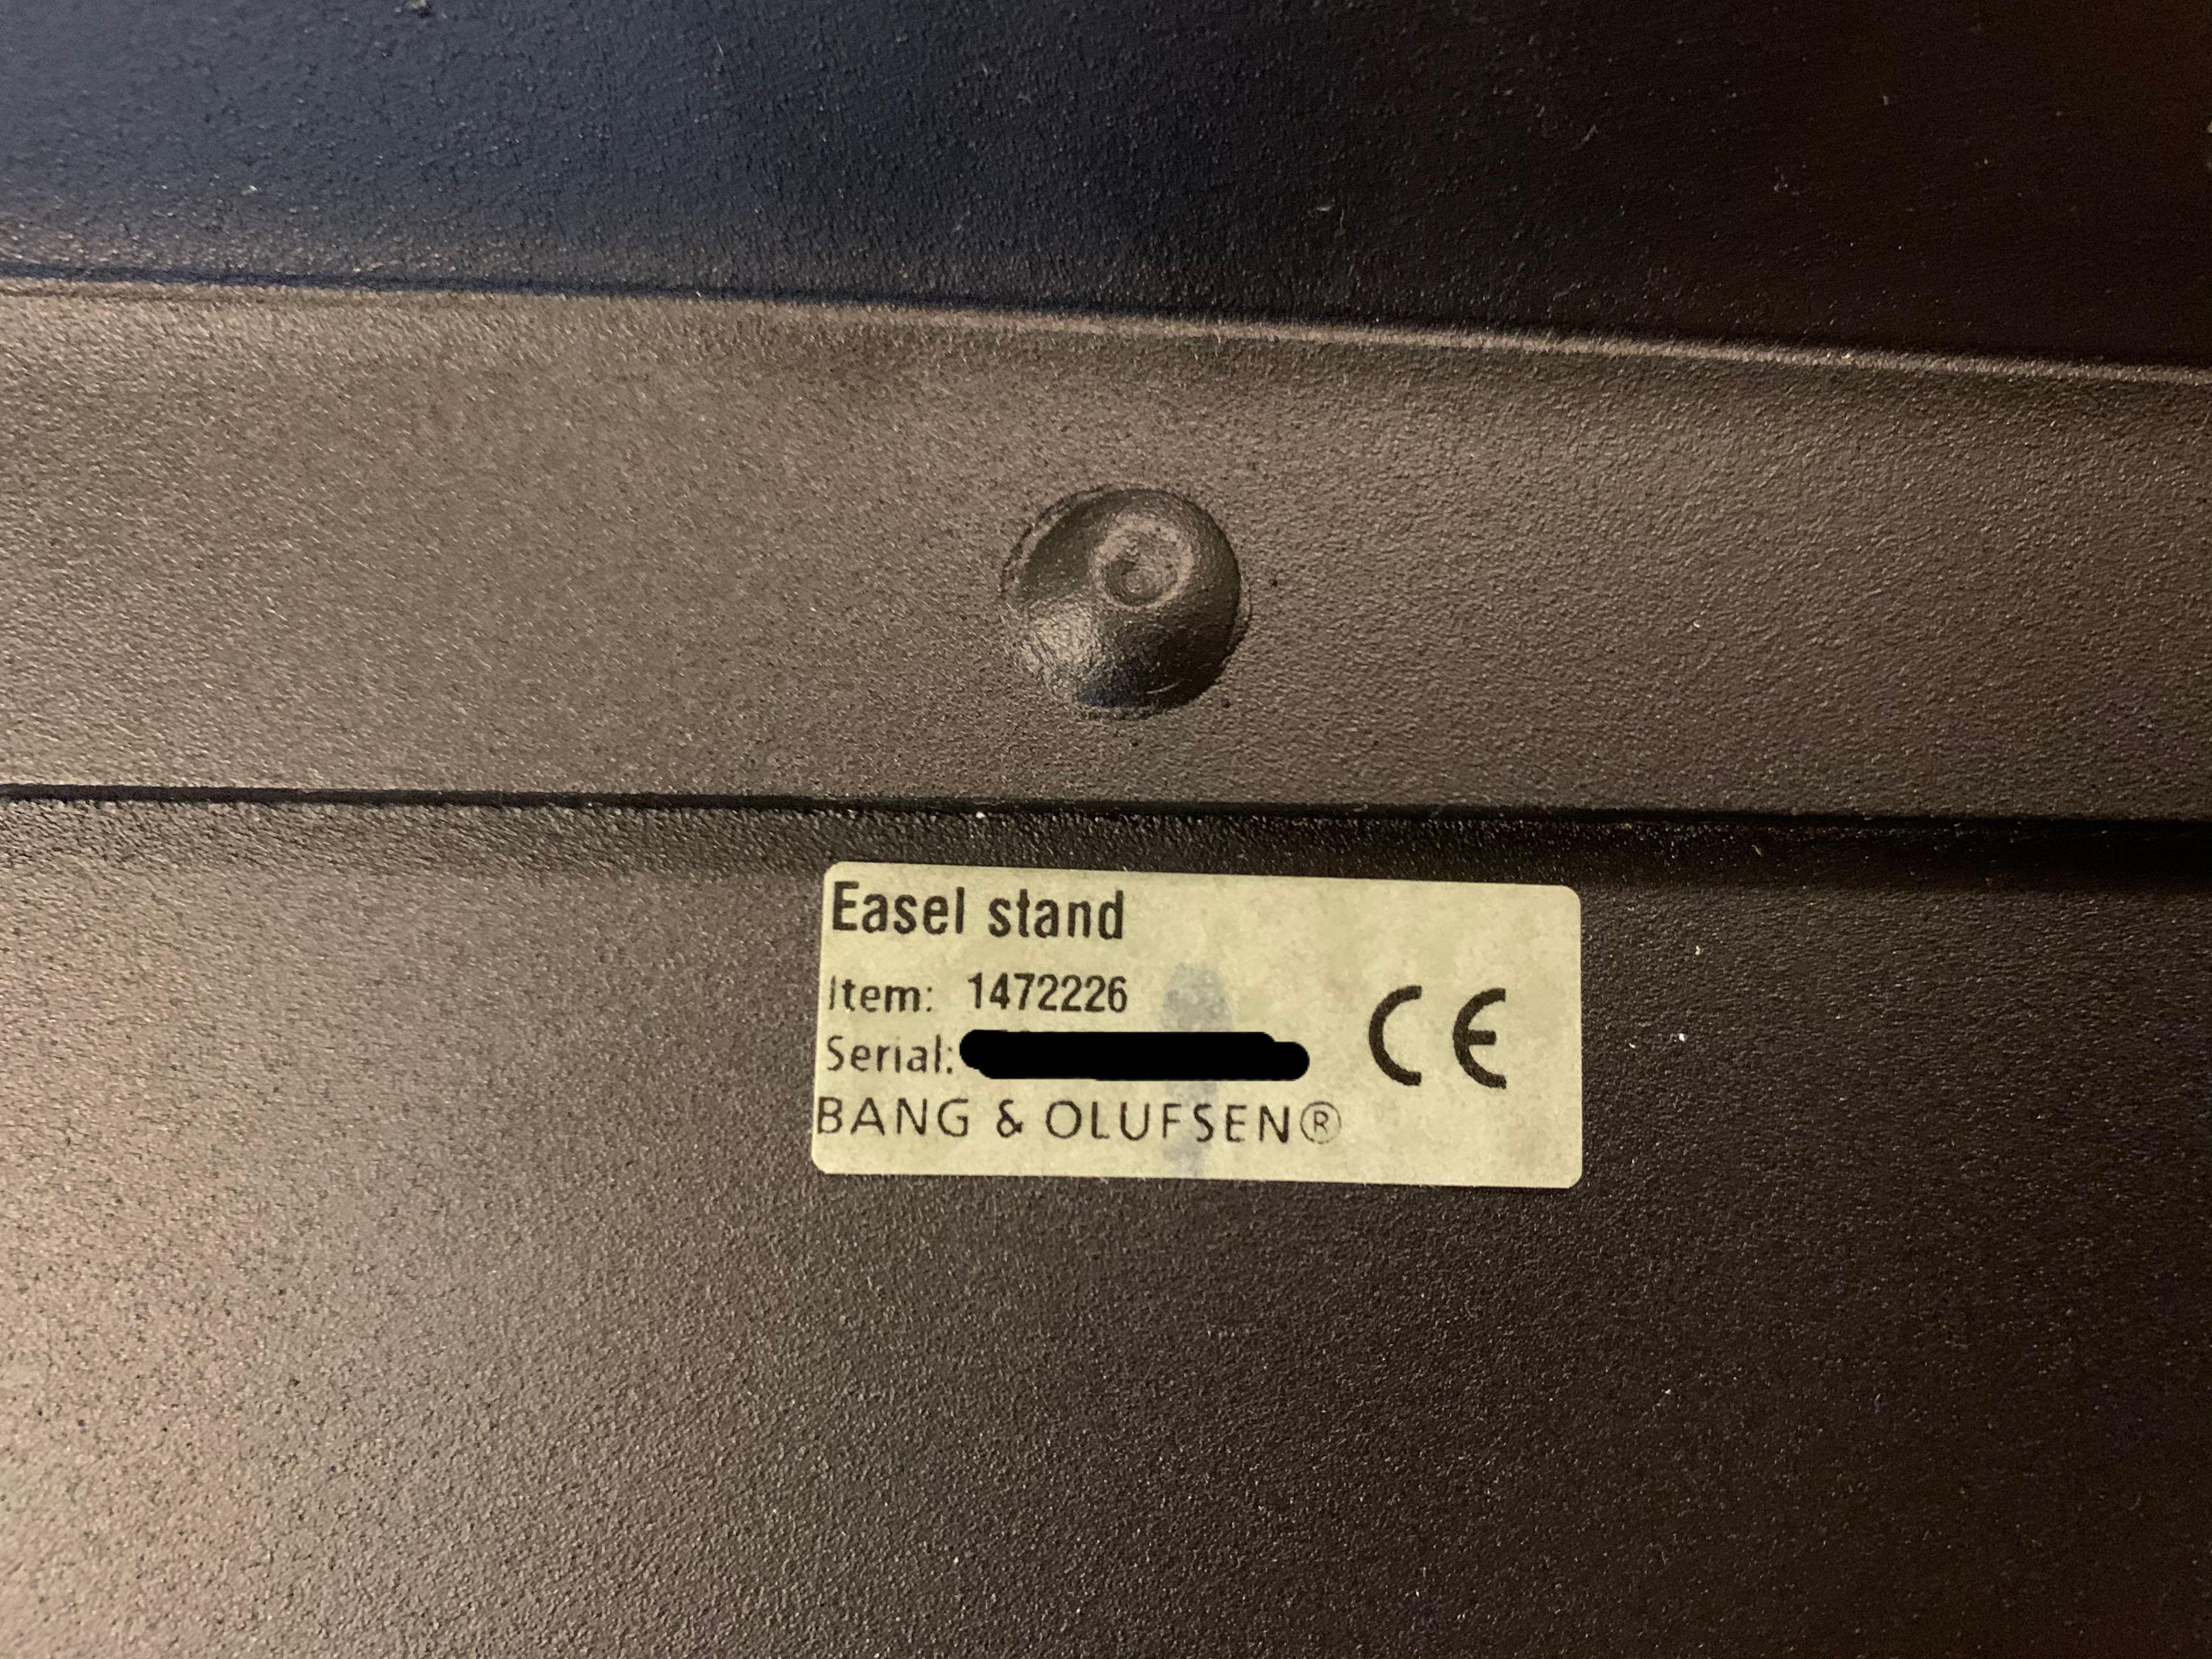 Easel stand
Item: 1472226
Serial:
BANG & OLUFSEN®
CE